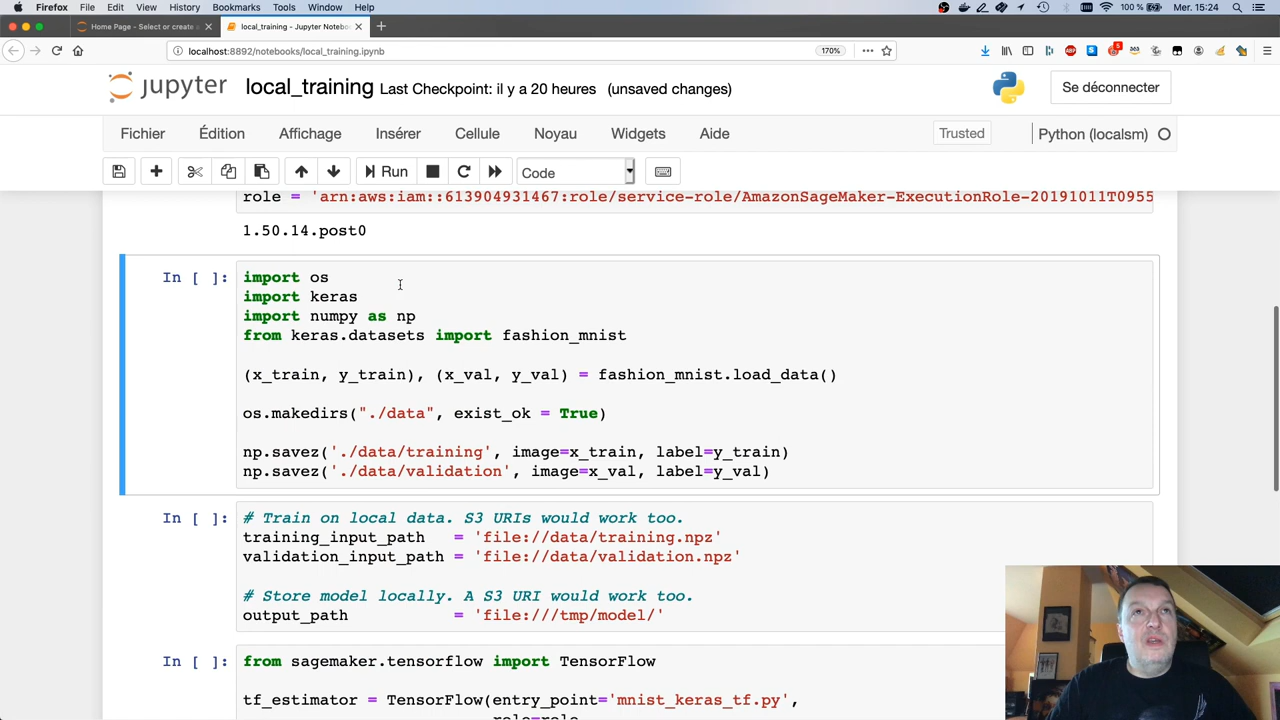 Firefox File Edit View History Bookmarks Tools Window Help 100 % Mer. 15:24
Home Page - Select or create
local_training - Jupyter Noteboo
localhost:8892/notebooks/local_training.ipynb 170%
jupyter local_training Last Checkpoint: il y a 20 heures (unsaved changes) Se déconnecter
Fichier Édition Affichage Insérer Cellule Noyau Widgets Aide Trusted Python (localsm)
Run Code
role = 'arn:aws:iam::613904931467:role/service-role/AmazonSageMaker-ExecutionRole-20191011T0955
1.50.14.post0
In [ ]: import os
import keras
import numpy as np
from keras.datasets import fashion_mnist
(x_train, y_train), (x_val, y_val) = fashion_mnist.load_data()
os.makedirs("./data", exist_ok = True)
np.savez('./data/training', image=x_train, label=y_train)
np.savez('./data/validation', image=x_val, label=y_val)
In [ ]: # Train on local data. S3 URIs would work too.
training_input_path = 'file://data/training.npz'
validation_input_path = 'file://data/validation.npz'
# Store model locally. A S3 URI would work too.
output_path = 'file:///tmp/model/'
In [ ]: from sagemaker.tensorflow import TensorFlow
tf_estimator = TensorFlow(entry_point='mnist_keras_tf.py',
role=role